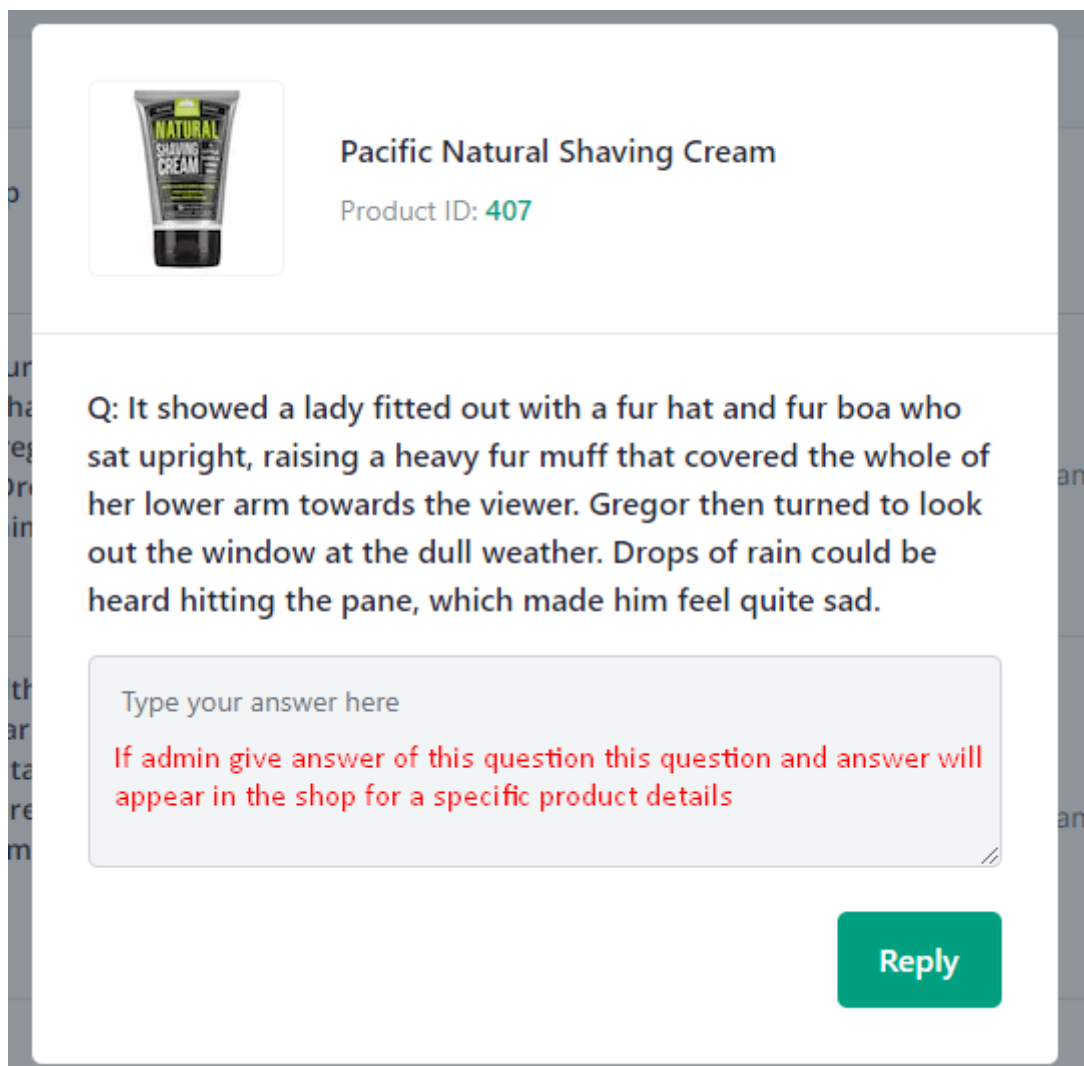 NATURAL
SHAVING
CREAM
Pacific Natural Shaving Cream
Product ID: 407
Q: It showed a lady fitted out with a fur hat and fur boa who
sat upright, raising a heavy fur muff that covered the whole of
her lower arm towards the viewer. Gregor then turned to look
out the window at the dull weather. Drops of rain could be
heard hitting the pane, which made him feel quite sad.
Type your answer here
If admin give answer of this question this question and answer will
appear in the shop for a specific product details
Reply